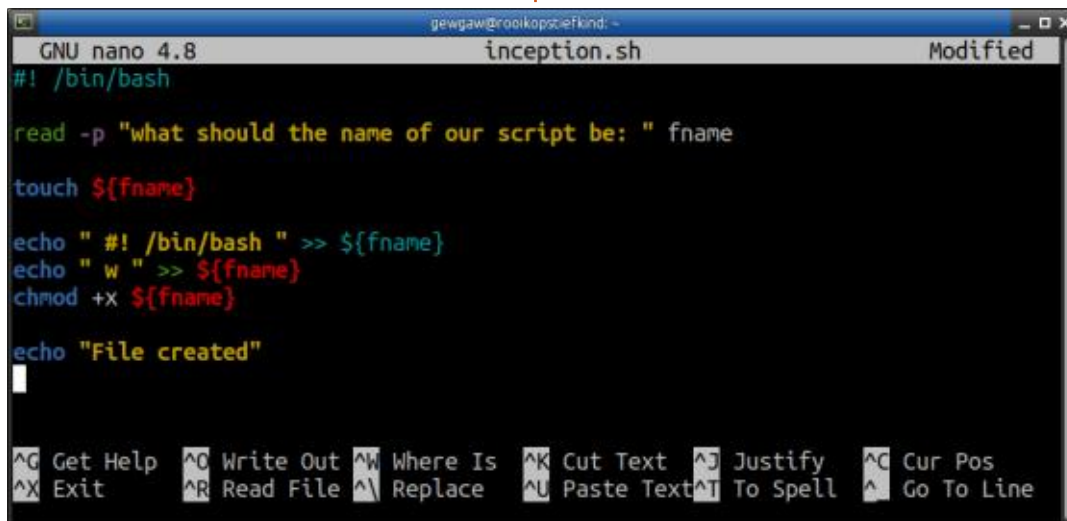 gewgaw@rooikopstiefkind: ~
GNU nano 4.8 inception.sh Modified
#! /bin/bash
read -p "what should the name of our script be: " fname
touch ${fname}
echo " #! /bin/bash " >> ${fname}
echo " w " >> ${fname}
chmod +x ${fname}
echo "File created"
^G Get Help ^O Write Out ^W Where Is ^K Cut Text ^J Justify ^C Cur Pos
^X Exit ^R Read File ^\ Replace ^U Paste Text ^T To Spell ^_ Go To Line